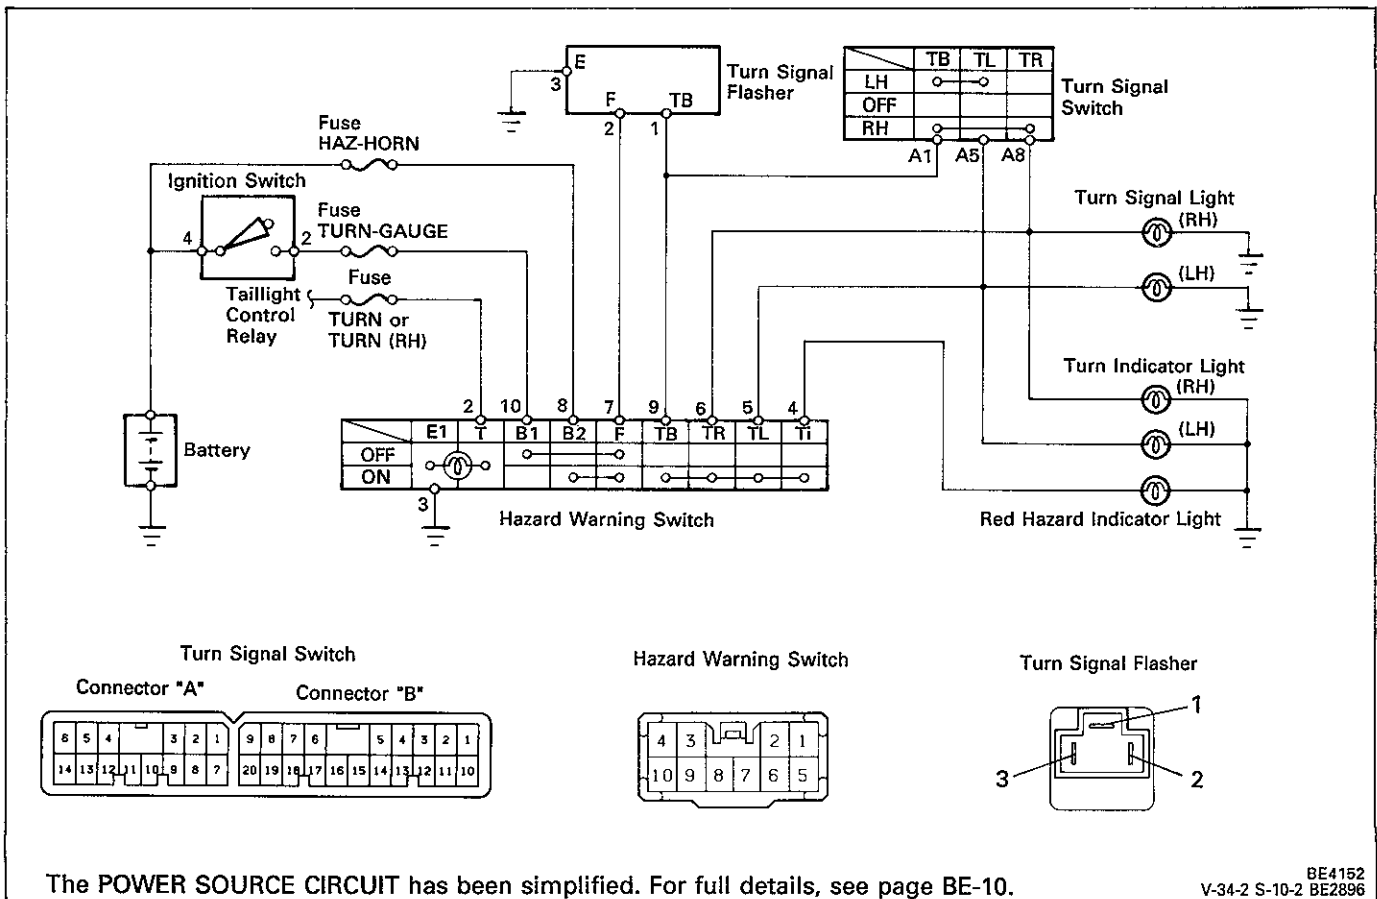 E
3
F
TB
2
1
Turn Signal
Flasher
TB TL TR
LH
OFF
RH
A1 A5 A8
Turn Signal
Switch
Fuse
HAZ-HORN
Ignition Switch
4
2
Fuse
TURN-GAUGE
Fuse
Taillight
Control
Relay
TURN or
TURN (RH)
Turn Signal Light
(RH)
(LH)
Turn Indicator Light
(RH)
(LH)
Red Hazard Indicator Light
Battery
2 10 8 7 9 6 5 4
E1 T B1 B2 F TB TR TL Ti
OFF
ON
3
Hazard Warning Switch
Turn Signal Switch
Connector "A"
Connector "B"
6 5 4 3 2 1
14 13 12 11 10 9 8 7
9 8 7 6 5 4 3 2 1
20 19 18 17 16 15 14 13 12 11 10
Hazard Warning Switch
4 3 2 1
10 9 8 7 6 5
Turn Signal Flasher
1
3
2
The POWER SOURCE CIRCUIT has been simplified. For full details, see page BE-10.
BE4152
V-34-2 S-10-2 BE2896